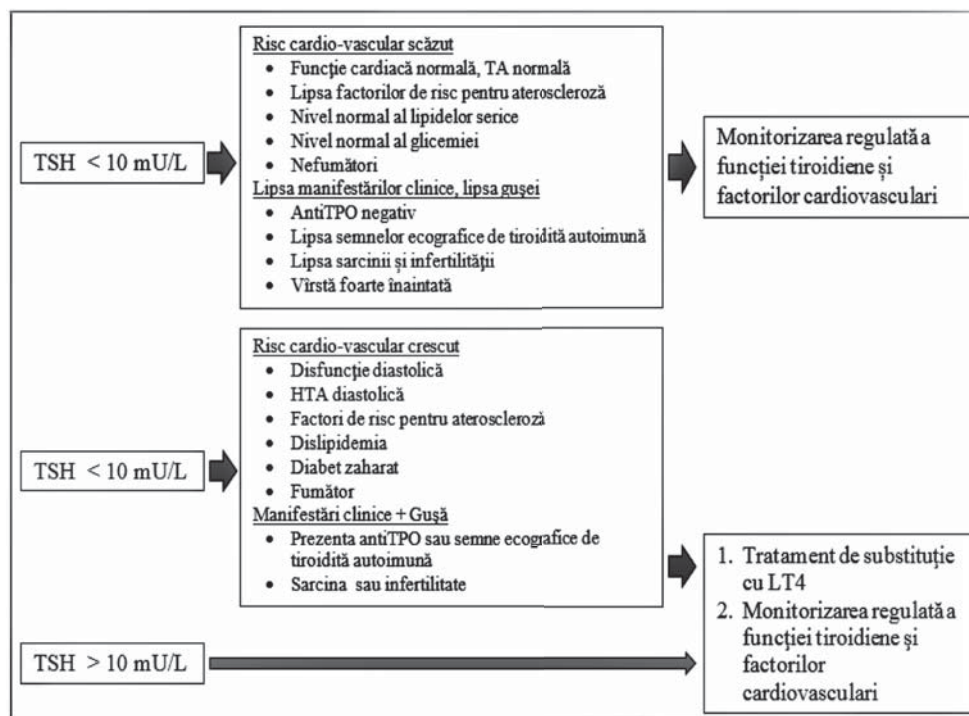 TSH < 10 mU/L
Risc cardio-vascular scăzut
• Funcție cardiacă normală, TA normală
• Lipsa factorilor de risc pentru ateroscleroză
• Nivel normal al lipidelor serice
• Nivel normal al glicemiei
• Nefumători
Lipsa manifestărilor clinice, lipsa gușei
• AntiTPO negativ
• Lipsa semnelor ecografice de tiroidită autoimună
• Lipsa sarcinii și infertilității
• Vîrstă foarte înaintată
Monitorizarea regulată a
funcției tiroidiene și
factorilor cardiovasculari
TSH < 10 mU/L
Risc cardio-vascular crescut
• Disfuncție diastolică
• HTA diastolică
• Factori de risc pentru ateroscleroză
• Dislipidemia
• Diabet zaharat
• Fumător
Manifestări clinice + Gușă
• Prezenta antiTPO sau semne ecografice de
tiroidită autoimună
• Sarcina sau infertilitate
TSH > 10 mU/L
1. Tratament de substituție
cu LT4
2. Monitorizarea regulată a
funcției tiroidiene și
factorilor
cardiovasculari